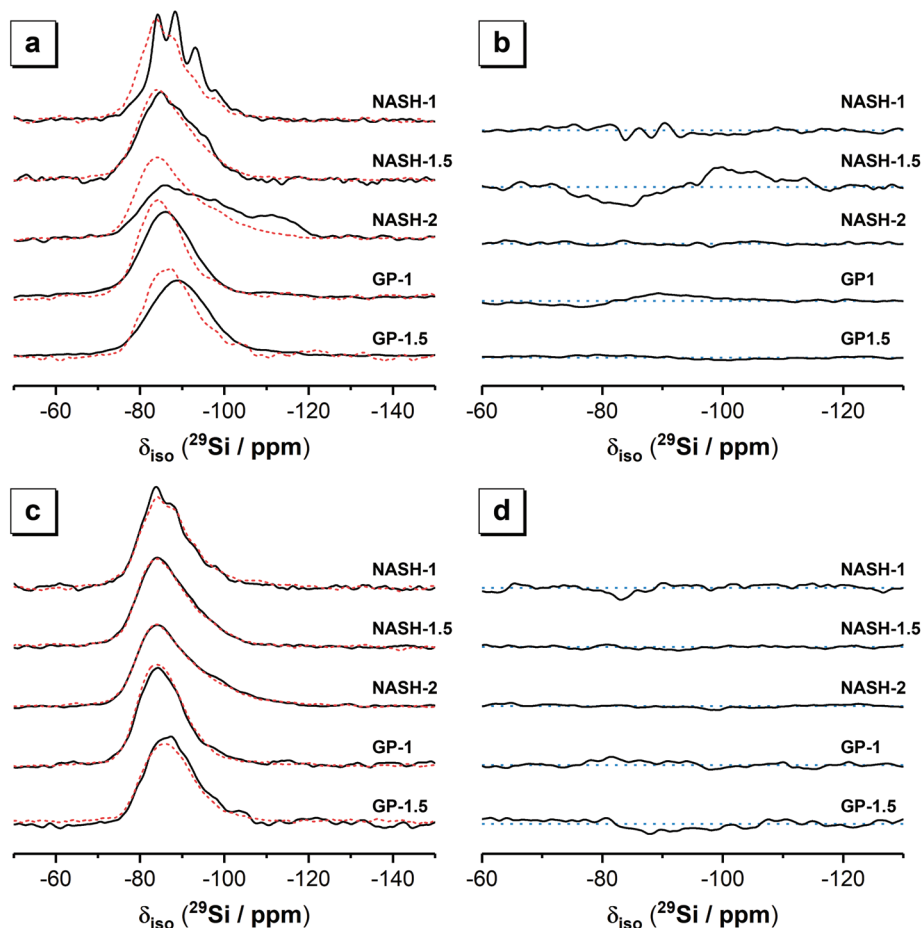 a
NASH-1
NASH-1.5
NASH-2
GP-1
GP-1.5
-60 -80 -100 -120 -140
δiso (²⁹Si / ppm)
b
NASH-1
NASH-1.5
NASH-2
GP1
GP1.5
-60 -80 -100 -120
δiso (²⁹Si / ppm)
c
NASH-1
NASH-1.5
NASH-2
GP-1
GP-1.5
-60 -80 -100 -120 -140
δiso (²⁹Si / ppm)
d
NASH-1
NASH-1.5
NASH-2
GP-1
GP-1.5
-60 -80 -100 -120
δiso (²⁹Si / ppm)